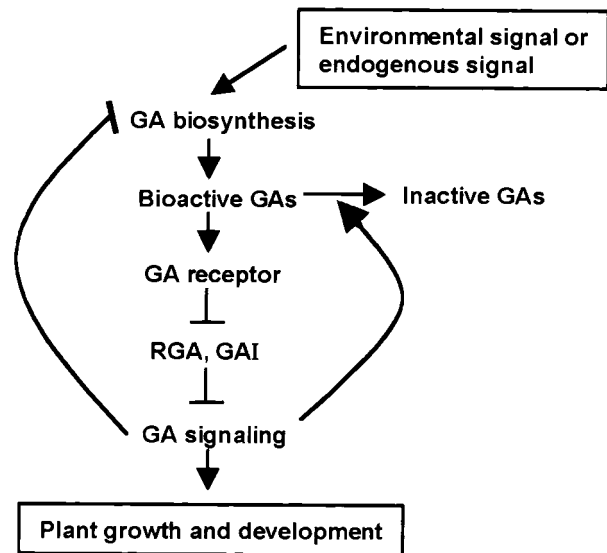 Environmental signal or
endogenous signal
GA biosynthesis
Bioactive GAs
Inactive GAs
GA receptor
RGA, GAI
GA signaling
Plant growth and development